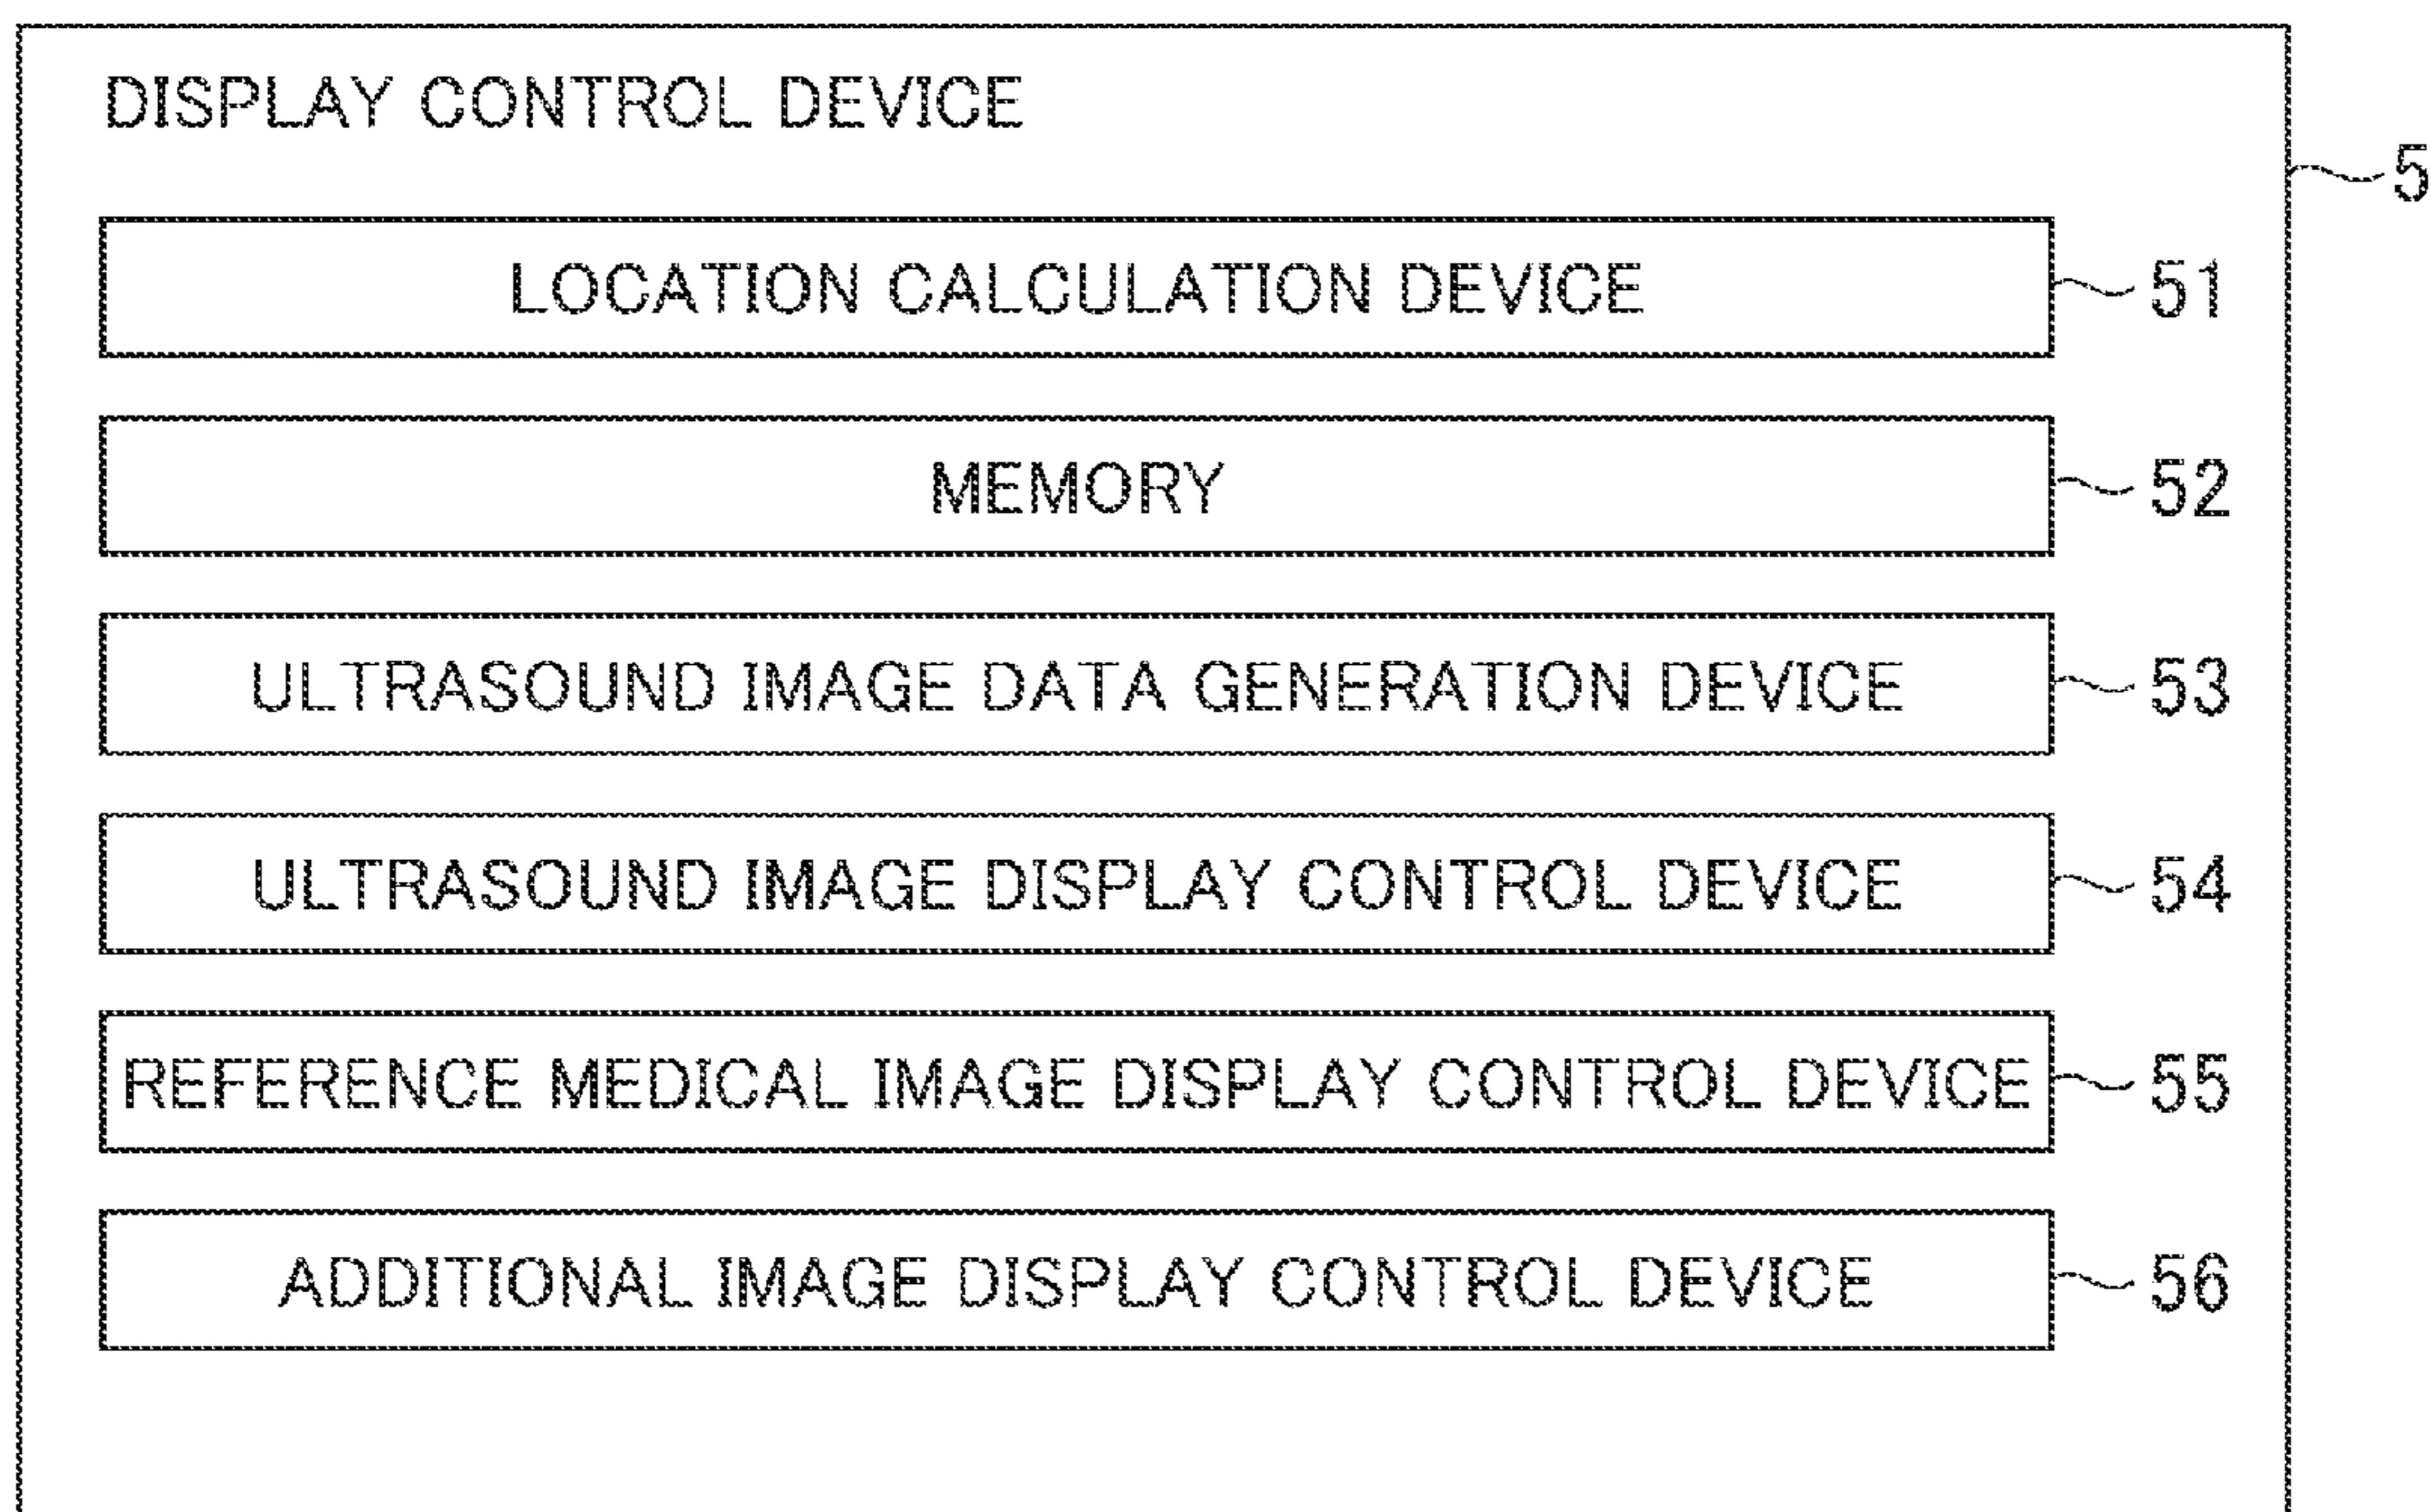 DISPLAY CONTROL DEVICE
5
LOCATION CALCULATION DEVICE 51
MEMORY 52
ULTRASOUND IMAGE DATA GENERATION DEVICE 53
ULTRASOUND IMAGE DISPLAY CONTROL DEVICE 54
REFERENCE MEDICAL IMAGE DISPLAY CONTROL DEVICE 55
ADDITIONAL IMAGE DISPLAY CONTROL DEVICE 56